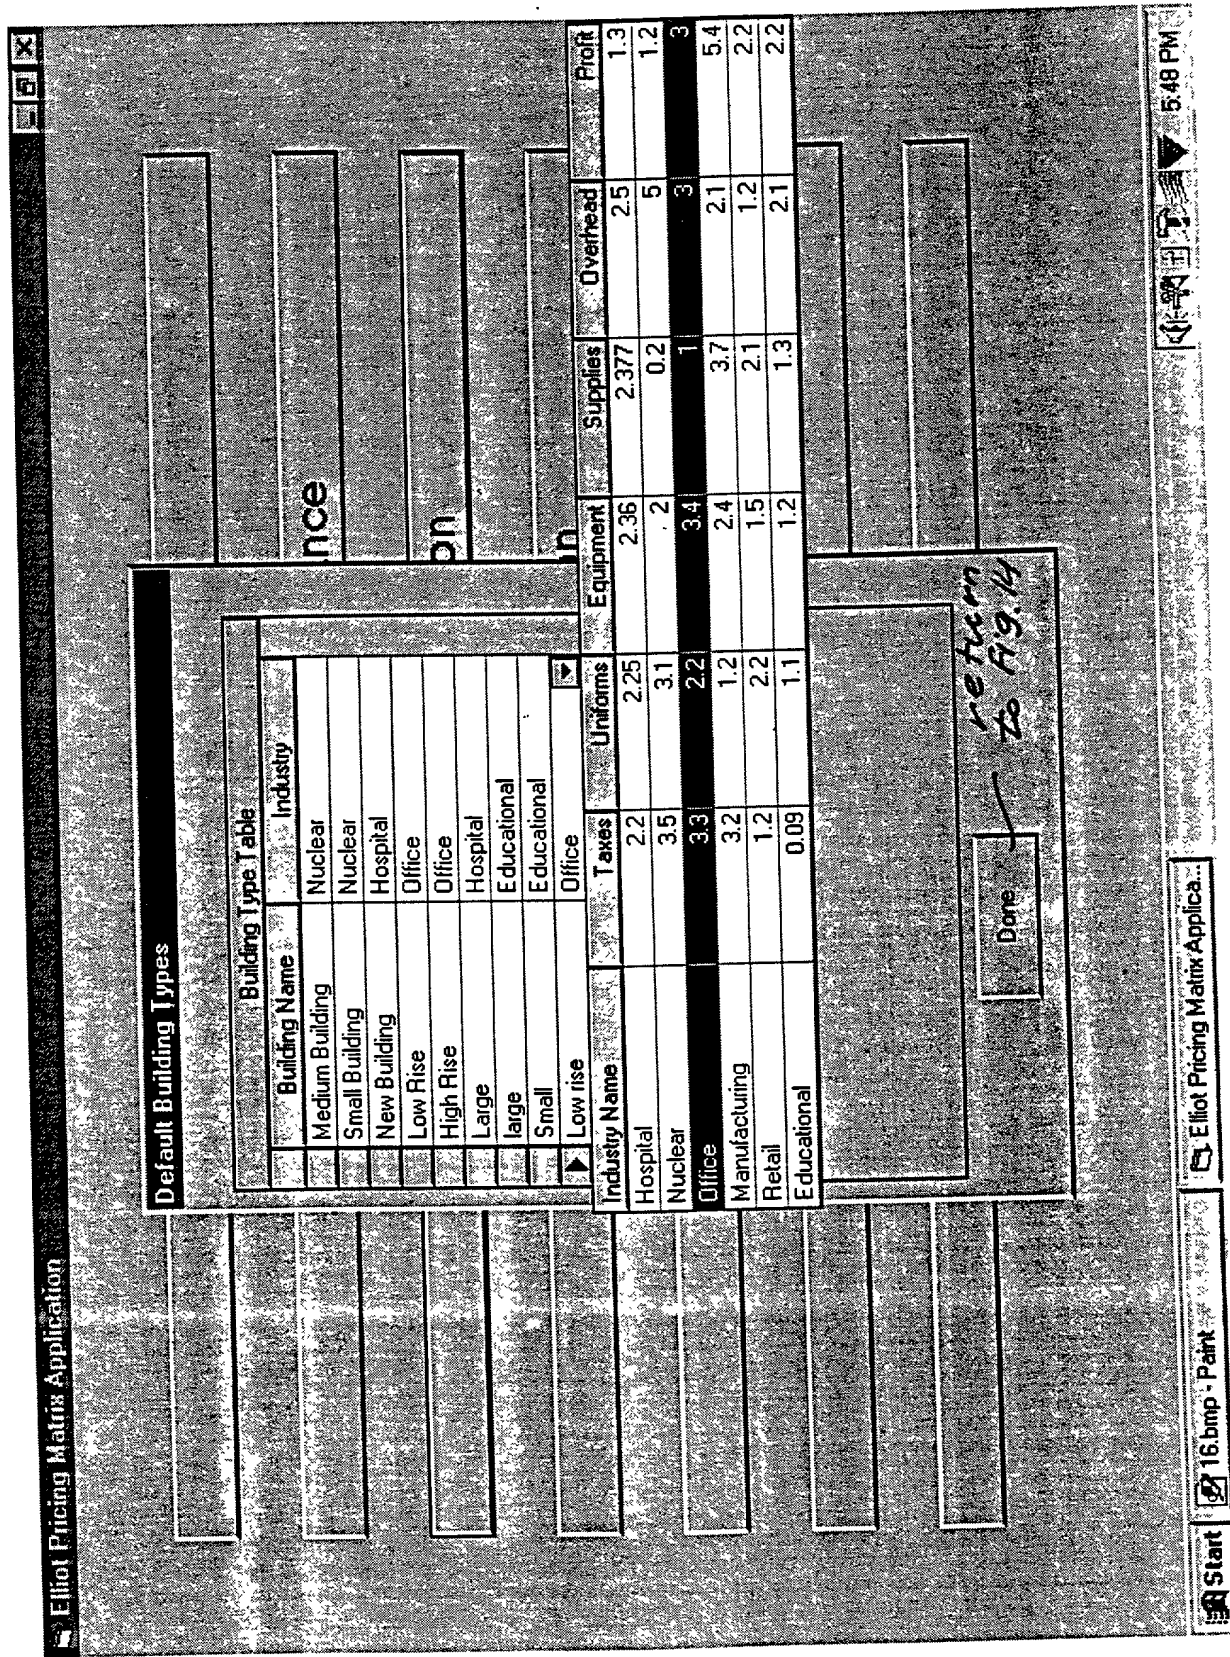 Elliot Pricing Matrix Application
nce
on
n
Default Building Types
Building Type Table
Building Name Industry
Medium Building Nuclear
Small Building Nuclear
New Building Hospital
Low Rise Office
High Rise Office
Large Hospital
large Educational
Small Educational
Low rise Office
Industry Name Taxes Uniforms Equipment Supplies Overhead Profit
Hospital 2.2 2.25 2.36 2.377 2.5 1.3
Nuclear 3.5 3.1 2 0.2 5 1.2
Office 3.3 2.2 3.4 1 3 3
Manufacturing 3.2 1.2 2.4 3.7 2.1 5.4
Retail 1.2 2.2 1.5 2.1 1.2 2.2
Educational 0.09 1.1 1.2 1.3 2.1 2.2
Done
return
to Fig. 14
Start 16.bmp - Paint Elliot Pricing Matrix Applica... 5:48 PM